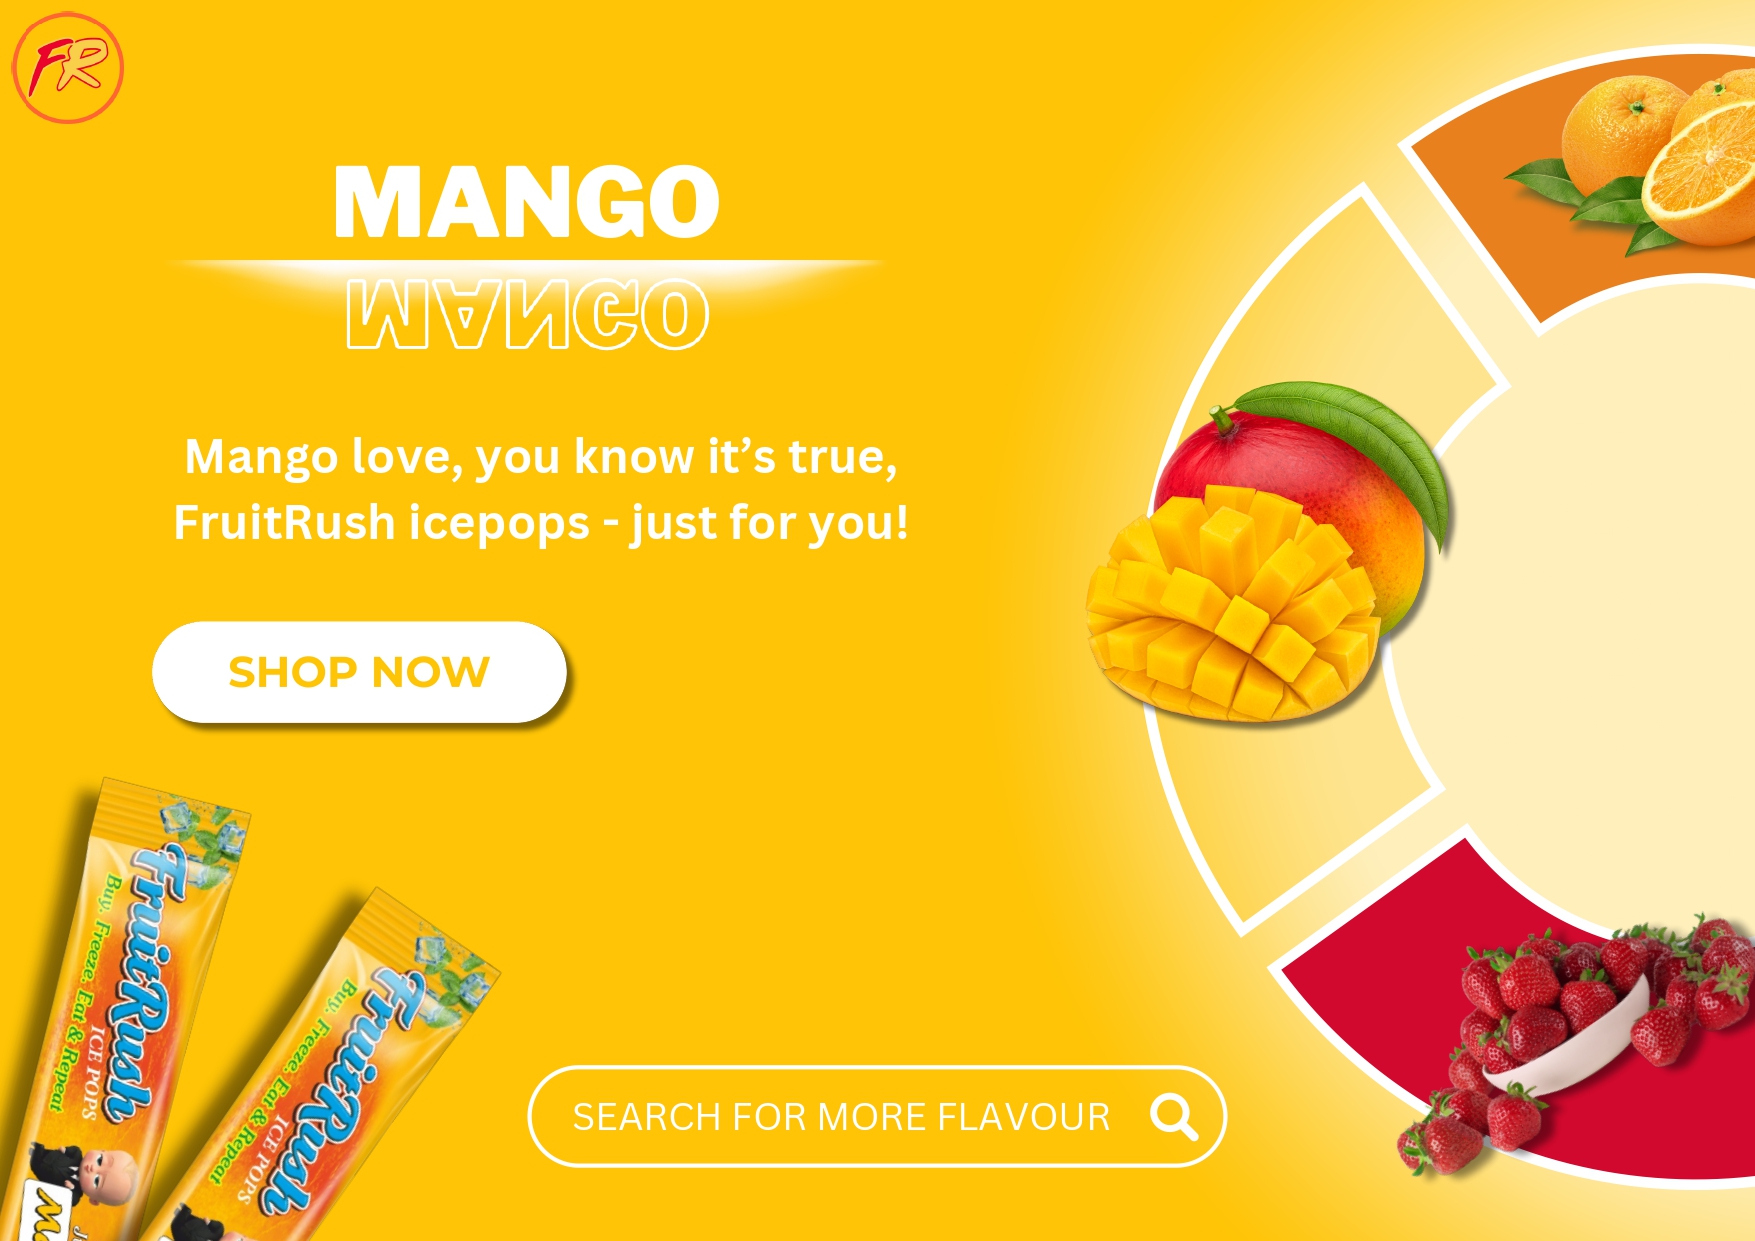 FR
MANGO
MANGO
Mango love, you know it’s true,
FruitRush icepops - just for you!
SHOP NOW
FruitRush
ICE POPS
Buy. Freeze. Eat & Repeat
FruitRush
ICE POPS
Buy. Freeze. Eat & Repeat
SEARCH FOR MORE FLAVOUR